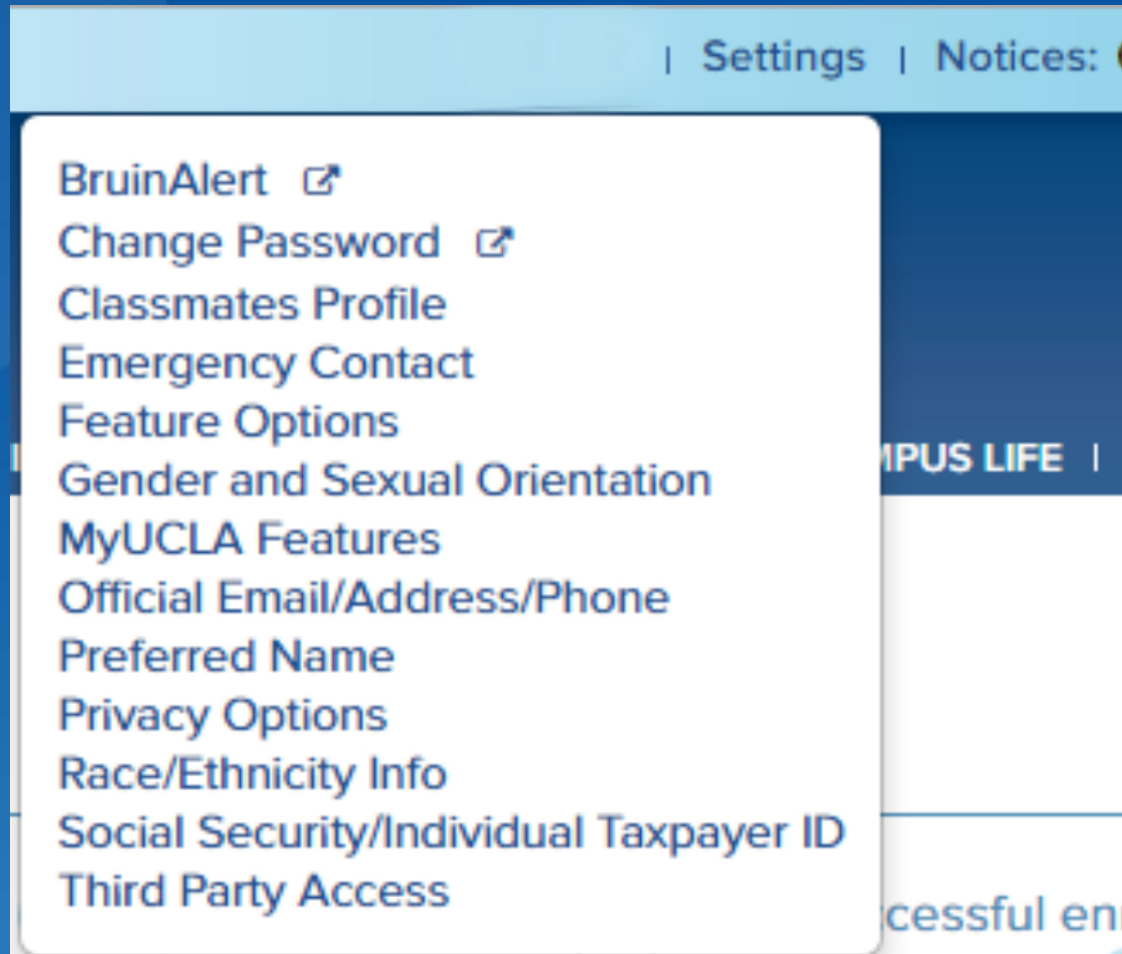 | Settings | Notices:
BruinAlert
Change Password
Classmates Profile
Emergency Contact
Feature Options
Gender and Sexual Orientation
MyUCLA Features
Official Email/Address/Phone
Preferred Name
Privacy Options
Race/Ethnicity Info
Social Security/Individual Taxpayer ID
Third Party Access
LIFE |